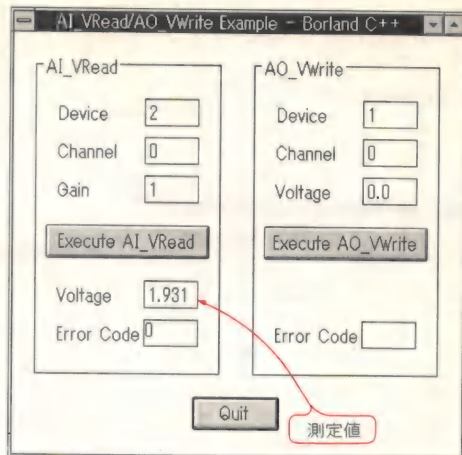 AI_VRead/AO_VWrite Example - Borland C++
AI_VRead
Device 2
Channel 0
Gain 1
Execute AI_VRead
Voltage 1.931
Error Code 0
AO_VWrite
Device 1
Channel 0
Voltage 0.0
Execute AO_VWrite
Error Code
Quit
測定値